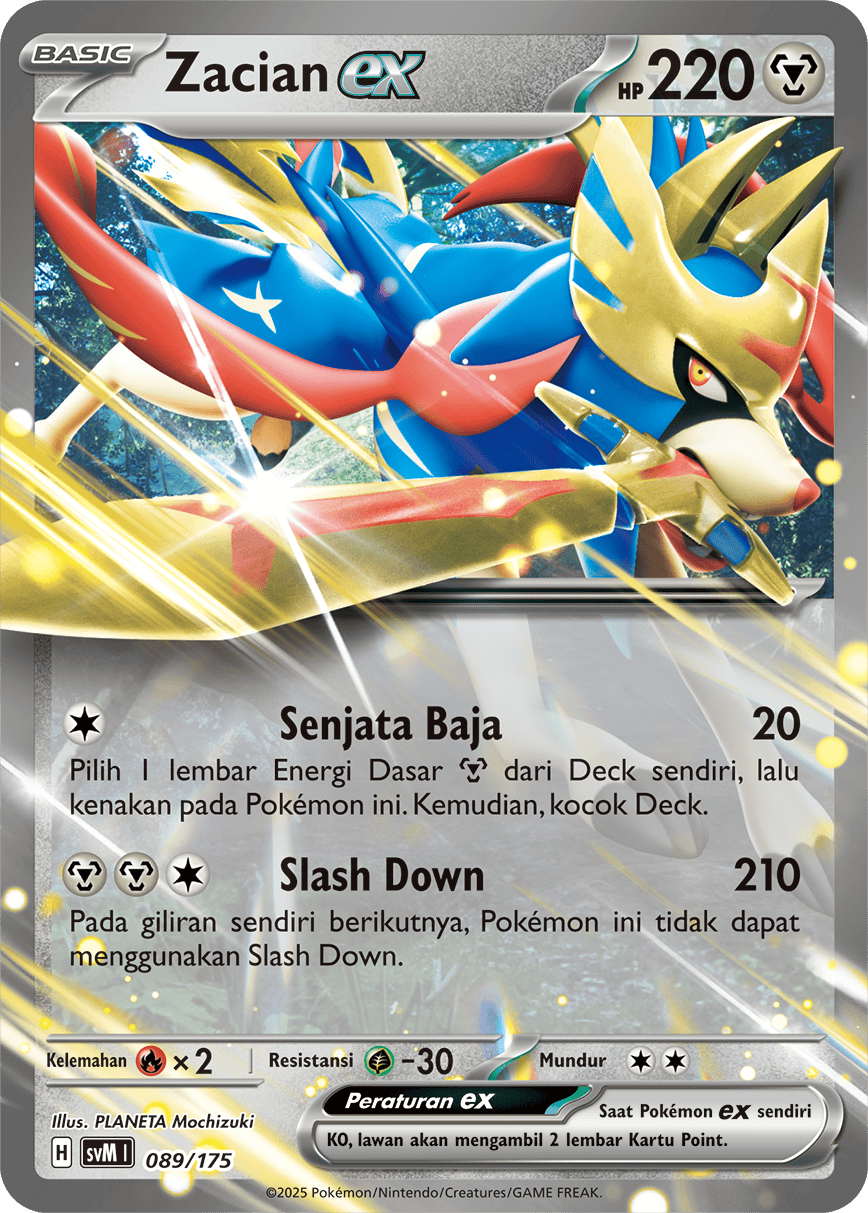 BASIC
Zacian ex
HP 220
Senjata Baja 20
Pilih 1 lembar Energi Dasar dari Deck sendiri, lalu
kenakan pada Pokémon ini. Kemudian, kocok Deck.
Slash Down 210
Pada giliran sendiri berikutnya, Pokémon ini tidak dapat
menggunakan Slash Down.
Kelemahan ×2 Resistansi -30 Mundur
Peraturan ex
Saat Pokémon ex sendiri
KO, lawan akan mengambil 2 lembar Kartu Point.
Illus. PLANETA Mochizuki
H svM I 089/175
©2025 Pokémon/Nintendo/Creatures/GAME FREAK.